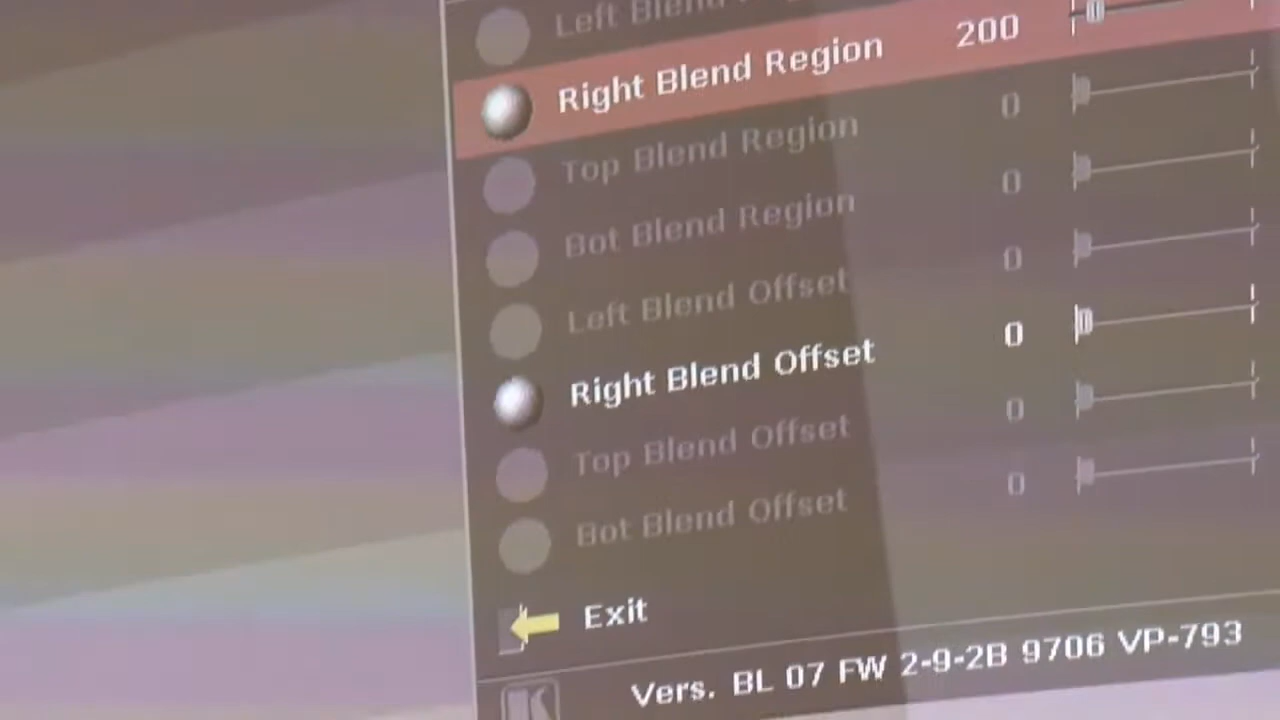 Left Blend
Right Blend Region 200
Top Blend Region 0
Bot Blend Region 0
Left Blend Offset 0
Right Blend Offset 0
Top Blend Offset 0
Bot Blend Offset 0
Exit
Vers. BL 07 FW 2-9-2B 9706 VP-793